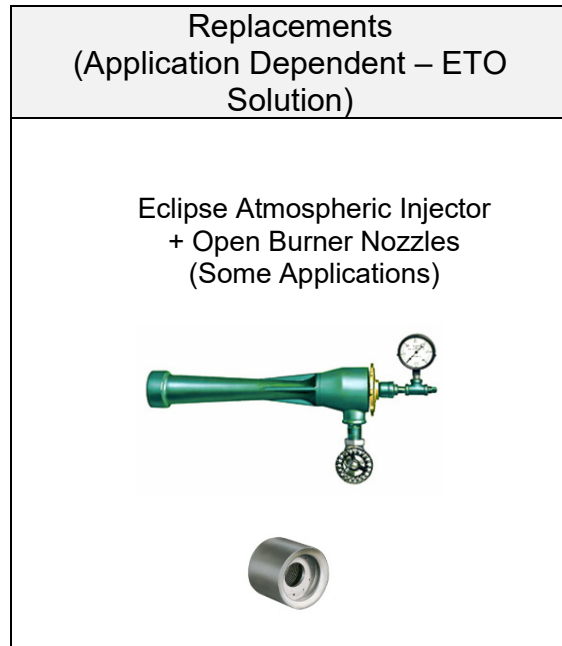 Replacements
(Application Dependent – ETO
Solution)
Eclipse Atmospheric Injector
+ Open Burner Nozzles
(Some Applications)